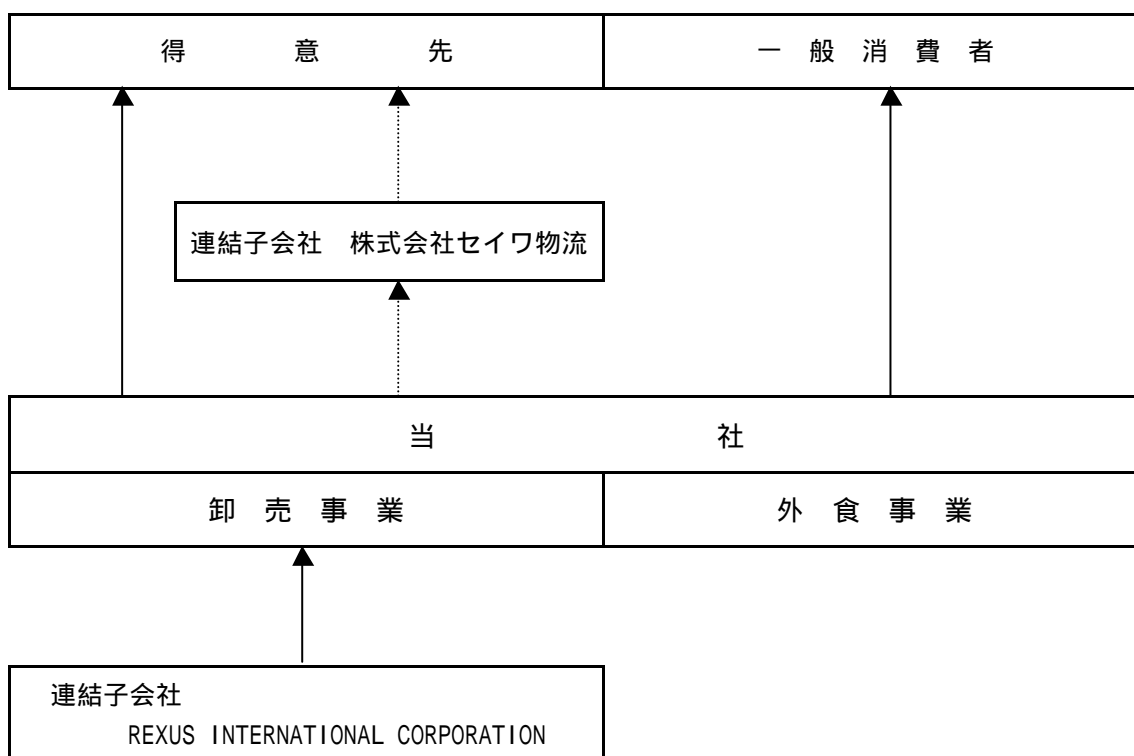 得意先
一般消費者
連結子会社　株式会社セイワ物流
当社
卸売事業
外食事業
連結子会社
REXUS INTERNATIONAL CORPORATION